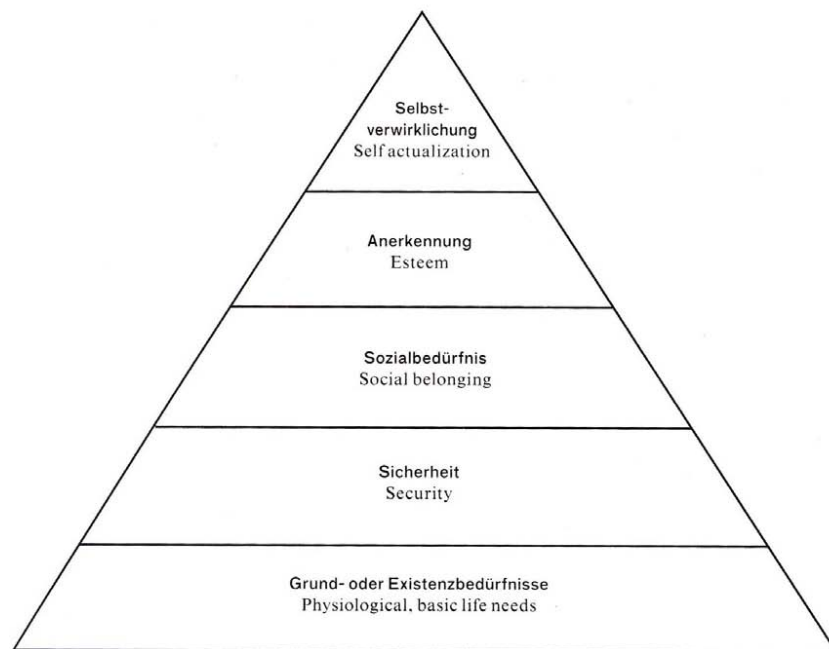 Selbst-
verwirklichung
Self actualization
Anerkennung
Esteem
Sozialbedürfnis
Social belonging
Sicherheit
Security
Grund- oder Existenzbedürfnisse
Physiological, basic life needs